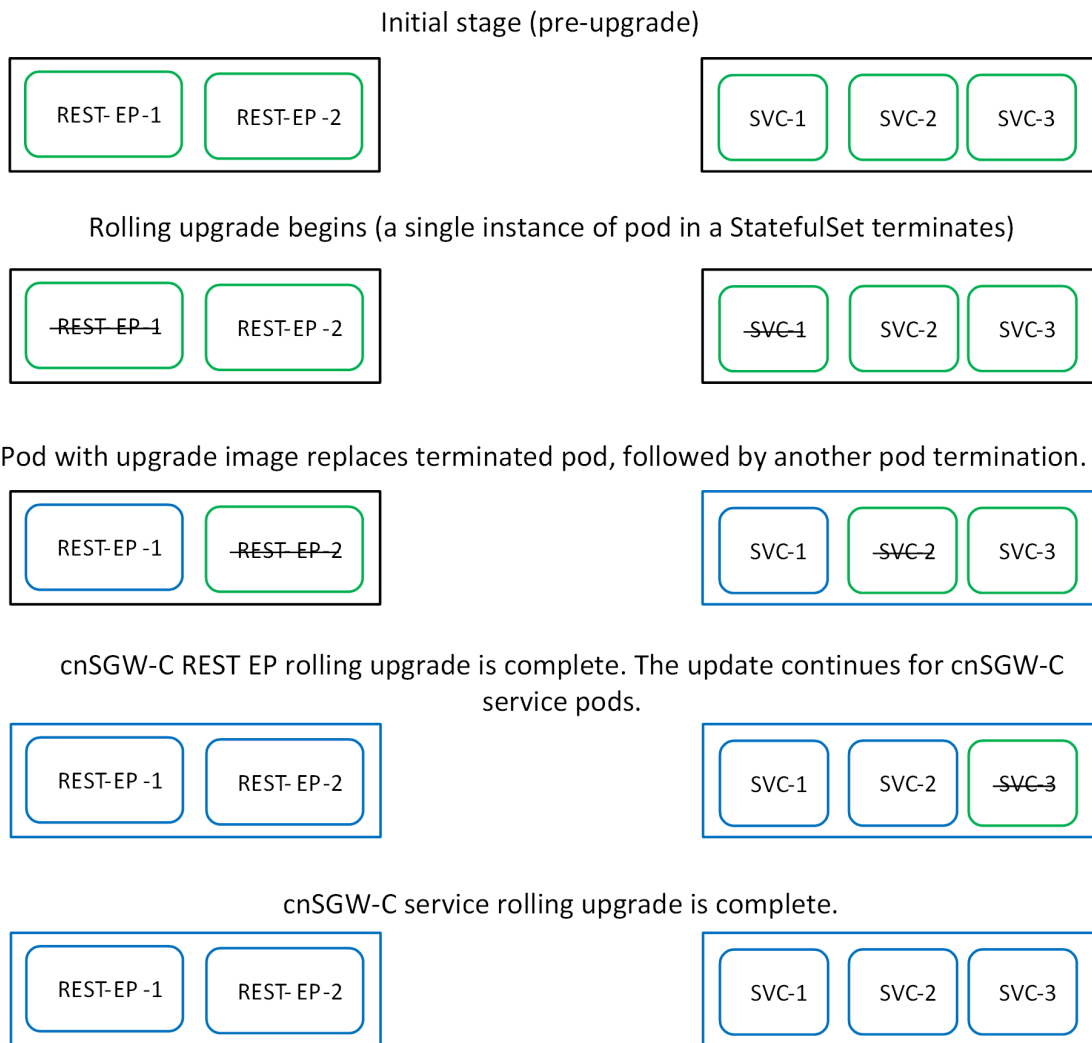 Initial stage (pre-upgrade)
REST- EP -1 REST- EP -2 SVC-1 SVC-2 SVC-3
Rolling upgrade begins (a single instance of pod in a StatefulSet terminates)
REST- EP -1 REST-EP -2 SVC-1 SVC-2 SVC-3
Pod with upgrade image replaces terminated pod, followed by another pod termination.
REST-EP -1 REST- EP-2 SVC-1 SVC-2 SVC-3
cnSGW-C REST EP rolling upgrade is complete. The update continues for cnSGW-C
service pods.
REST-EP -1 REST- EP-2 SVC-1 SVC-2 SVC-3
cnSGW-C service rolling upgrade is complete.
REST-EP -1 REST- EP-2 SVC-1 SVC-2 SVC-3